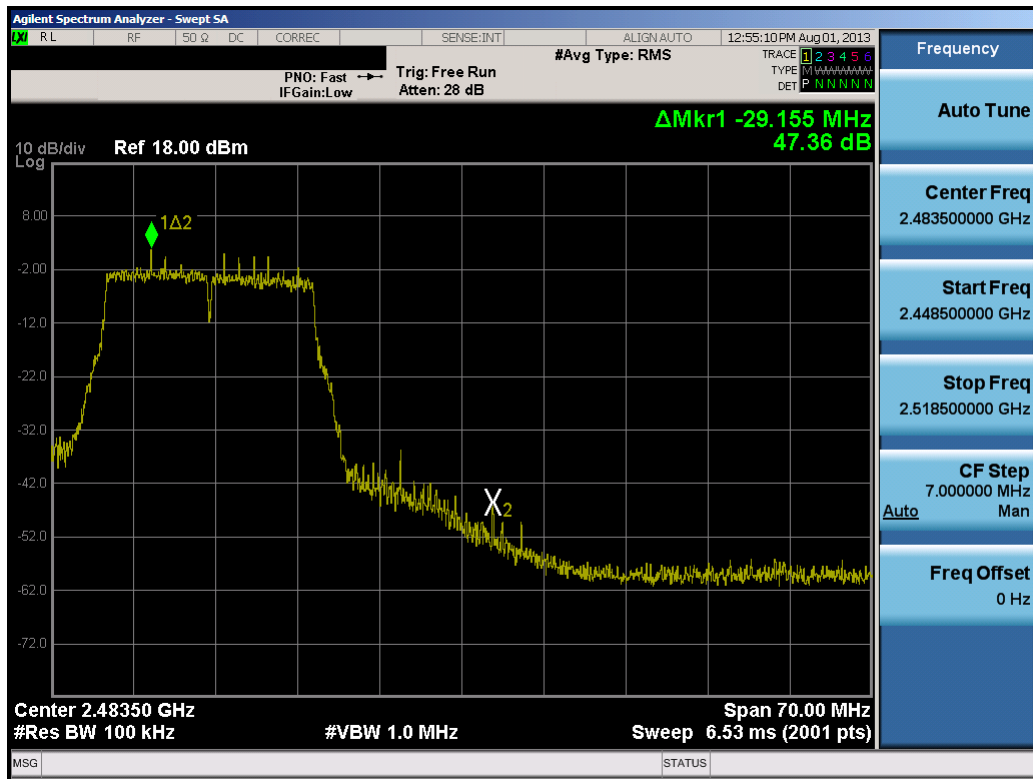 Agilent Spectrum Analyzer - Swept SA
LXI RL RF 50 Ω DC CORREC SENSE:INT ALIGN AUTO 12:55:10 PM Aug 01, 2013
#Avg Type: RMS
TRACE 1 2 3 4 5 6
TYPE M W W W W W
DET P N N N N N
PNO: Fast Trig: Free Run
IFGain:Low Atten: 28 dB
ΔMkr1 -29.155 MHz
47.36 dB
10 dB/div Ref 18.00 dBm
Log
8.00
-2.00
-12.0
-22.0
-32.0
-42.0
-52.0
-62.0
-72.0
1Δ2
X2
Center 2.48350 GHz Span 70.00 MHz
#Res BW 100 kHz #VBW 1.0 MHz Sweep 6.53 ms (2001 pts)
MSG STATUS
Frequency
Auto Tune
Center Freq
2.483500000 GHz
Start Freq
2.448500000 GHz
Stop Freq
2.518500000 GHz
CF Step
7.000000 MHz
Auto Man
Freq Offset
0 Hz